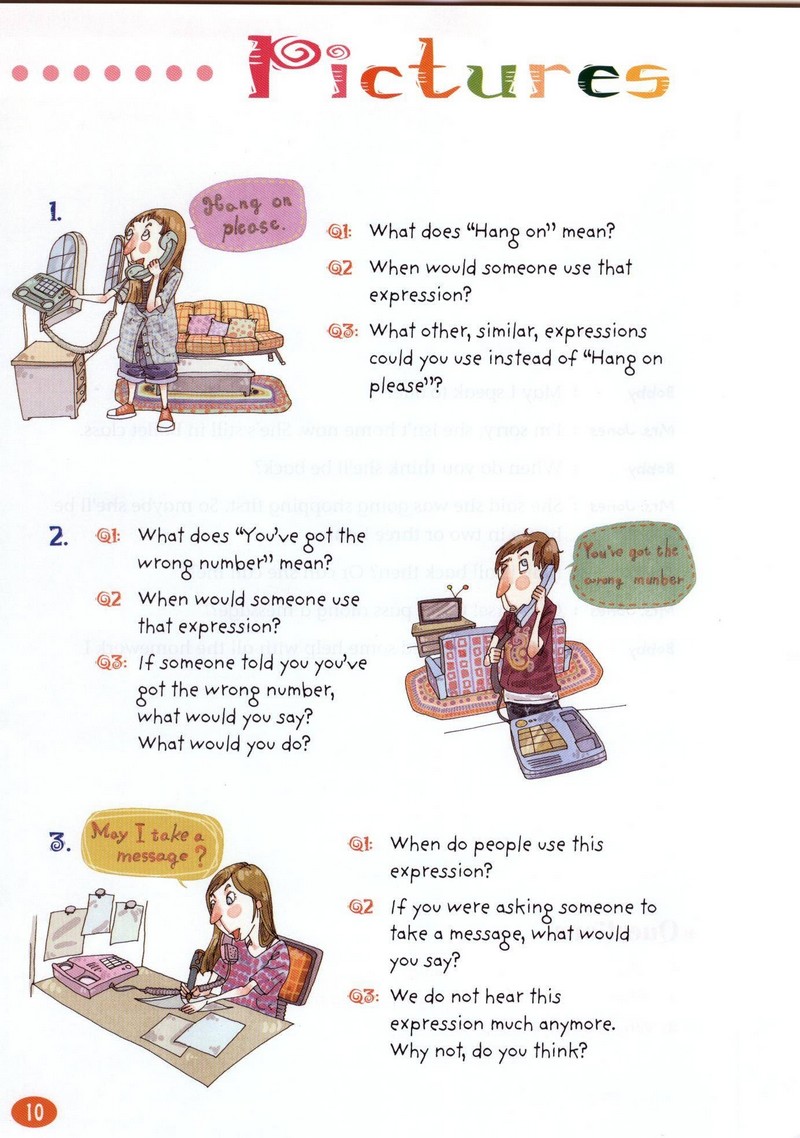 Pictures
1.
Hang on
please.
Q1: What does “Hang on” mean?
Q2 When would someone use that
expression?
Q3: What other, similar, expressions
could you use instead of “Hang on
please”?
2.
Q1: What does “You’ve got the
wrong number” mean?
Q2 When would someone use
that expression?
Q3: If someone told you you’ve
got the wrong number,
what would you say?
What would you do?
You've got the
wrong number
3.
May I take a
message?
Q1: When do people use this
expression?
Q2 If you were asking someone to
take a message, what would
you say?
Q3: We do not hear this
expression much anymore.
Why not, do you think?
10